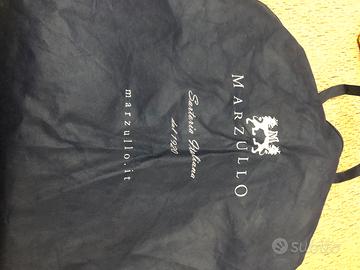 MARZULLO
Sartoria Italiana
dal 1920
marzullo.it
subito